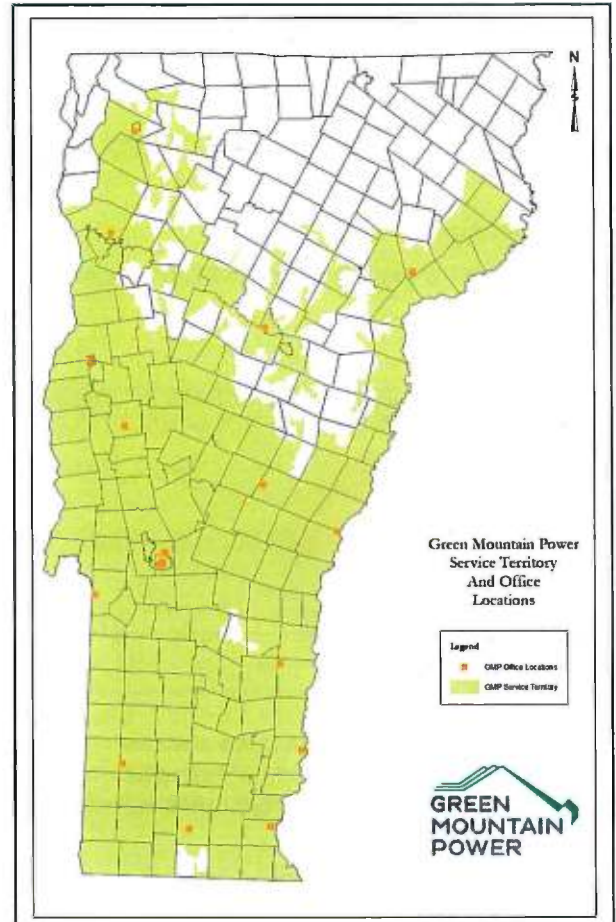 N
S
Green Mountain Power
Service Territory
And Office
Locations
Legend
GMP Office Locations
GMP Service Territory
GREEN
MOUNTAIN
POWER